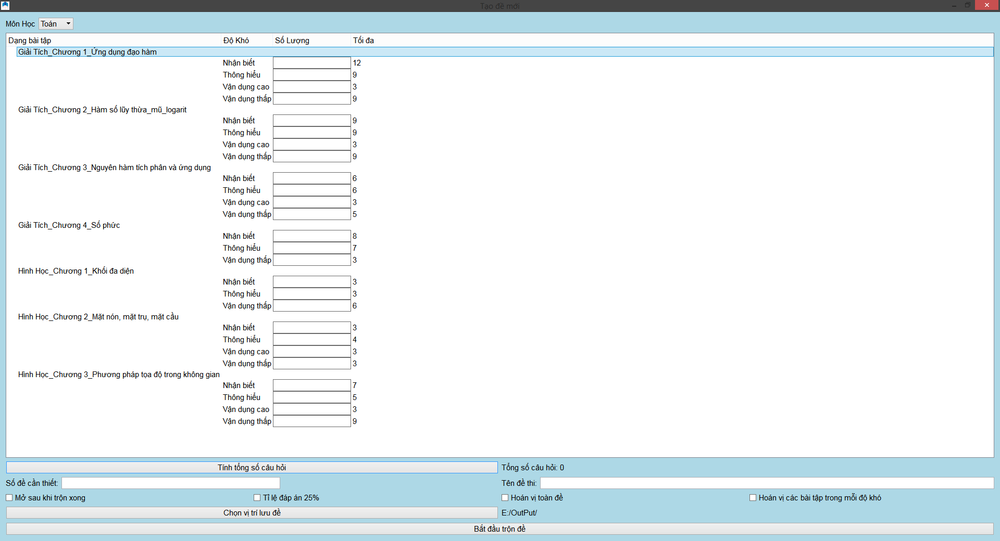 Tạo đề mới
Môn Học Toán
Dạng bài tập Độ Khó Số Lượng Tối đa
Giải Tích_Chương 1_Ứng dụng đạo hàm
Nhận biết 12
Thông hiểu 9
Vận dụng cao 3
Vận dụng thấp 9
Giải Tích_Chương 2_Hàm số lũy thừa_mũ_logarit
Nhận biết 9
Thông hiểu 9
Vận dụng cao 3
Vận dụng thấp 9
Giải Tích_Chương 3_Nguyên hàm tích phân và ứng dụng
Nhận biết 6
Thông hiểu 6
Vận dụng cao 3
Vận dụng thấp 5
Giải Tích_Chương 4_Số phức
Nhận biết 8
Thông hiểu 7
Vận dụng thấp 3
Hình Học_Chương 1_Khối đa diện
Nhận biết 3
Thông hiểu 3
Vận dụng thấp 6
Hình Học_Chương 2_Mặt nón, mặt trụ, mặt cầu
Nhận biết 3
Thông hiểu 4
Vận dụng cao 3
Vận dụng thấp 3
Hình Học_Chương 3_Phương pháp tọa độ trong không gian
Nhận biết 7
Thông hiểu 5
Vận dụng cao 3
Vận dụng thấp 9
Tính tổng số câu hỏi Tổng số câu hỏi: 0
Số đề cần thiết: Tên đề thi:
Mở sau khi trộn xong Tỉ lệ đáp án 25% Hoán vị toàn đề Hoán vị các bài tập trong mỗi độ khó
Chọn vị trí lưu đề E:/OutPut/
Bắt đầu trộn đề